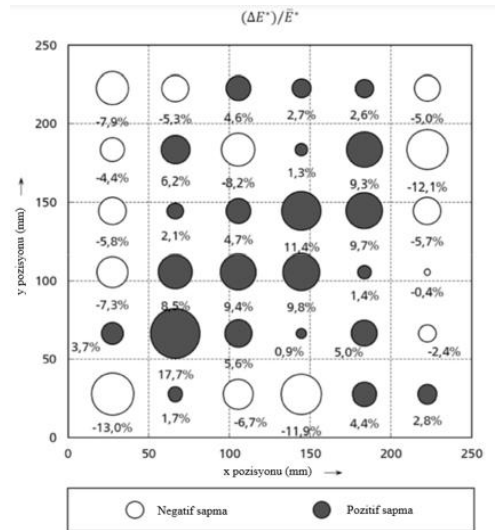 (ΔE*)/Ē*
250
-7,9% -5,3% 4,6% 2,7% 2,6% -5,0%
200
-4,4% 6,2% -8,2% 1,3% 9,3% -12,1%
150
-5,8% 2,1% 4,7% 11,4% 9,7% -5,7%
100
-7,3% 8,5% 9,4% 9,8% 1,4% -0,4%
50
3,7% 17,7% 5,6% 0,9% 5,0% -2,4%
-13,0% 1,7% -6,7% -11,9% 4,4% 2,8%
0
0 50 100 150 200 250
y pozisyonu (mm) →
x pozisyonu (mm) →
Negatif sapma Pozitif sapma